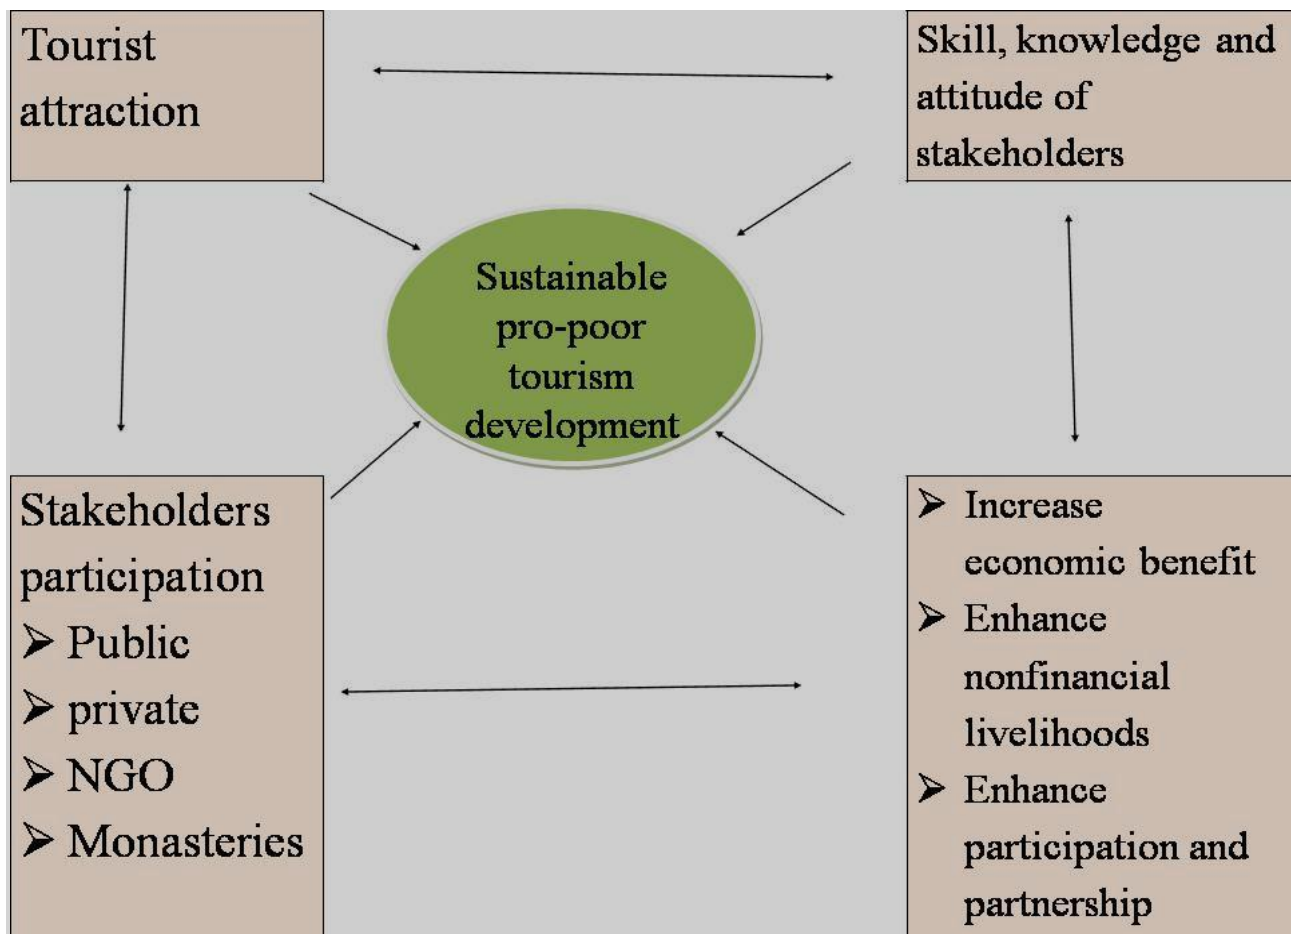 Tourist
attraction
Skill, knowledge and
attitude of
stakeholders
Sustainable
pro-poor
tourism
development
Stakeholders
participation
➢ Public
➢ private
➢ NGO
➢ Monasteries
➢ Increase
economic benefit
➢ Enhance
nonfinancial
livelihoods
➢ Enhance
participation and
partnership